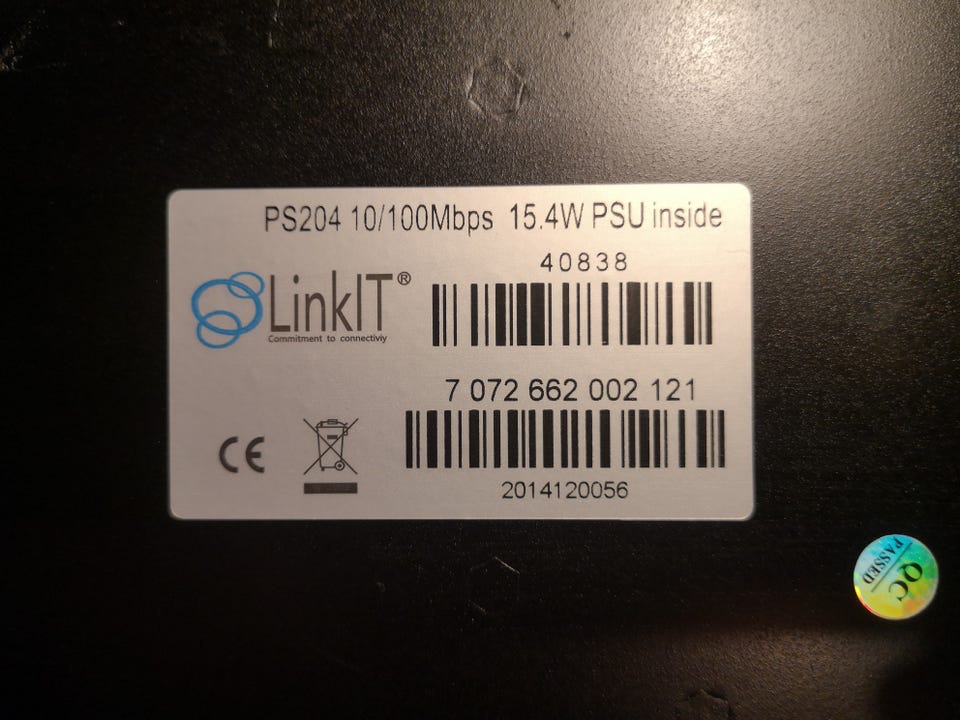 PS204 10/100Mbps 15.4W PSU inside
40838
LinkIT®
Commitment to connectiviy
7 072 662 002 121
CE
2014120056
QC
PASSED